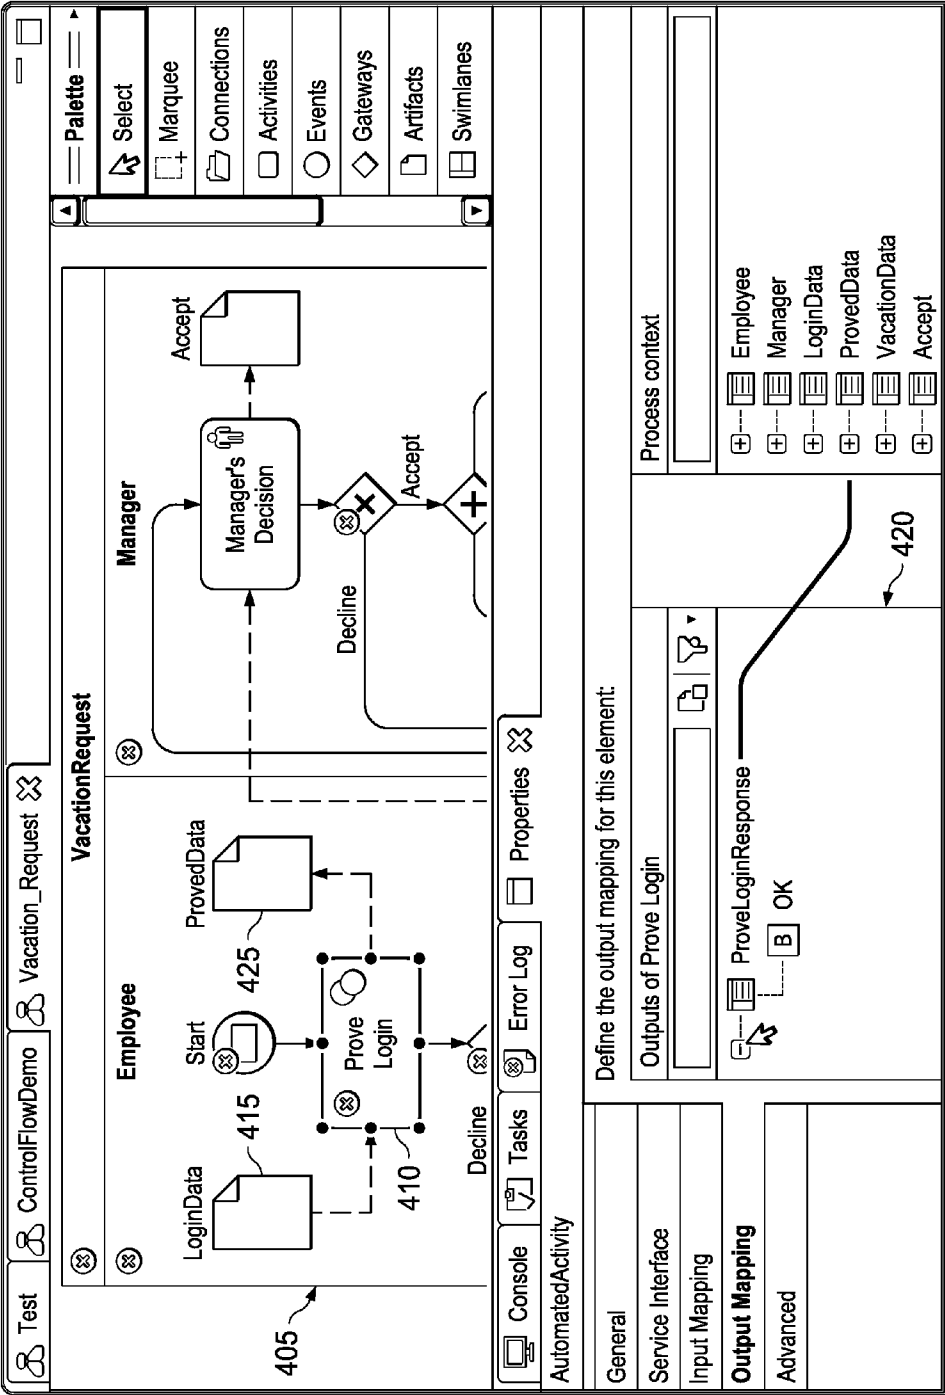 Test
ControlFlowDemo
Vacation_Request
VacationRequest
Employee
Manager
LoginData
415
Start
425
ProvedData
Prove
Login
410
Decline
405
Manager's
Decision
Accept
Decline
Accept
Palette
Select
Marquee
Connections
Activities
Events
Gateways
Artifacts
Swimlanes
Console
Tasks
Error Log
Properties
AutomatedActivity
General
Service Interface
Input Mapping
Output Mapping
Advanced
Define the output mapping for this element:
Outputs of Prove Login
ProveLoginResponse
B OK
420
Process context
Employee
Manager
LoginData
ProvedData
VacationData
Accept